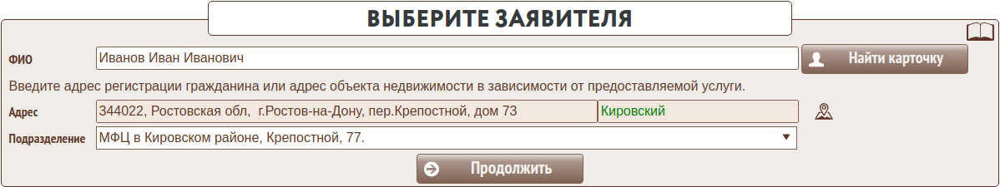 ВЫБЕРИТЕ ЗАЯВИТЕЛЯ
ФИО Иванов Иван Иванович Найти карточку
Введите адрес регистрации гражданина или адрес объекта недвижимости в зависимости от предоставляемой услуги.
Адрес 344022, Ростовская обл, г.Ростов-на-Дону, пер.Крепостной, дом 73 Кировский
Подразделение МФЦ в Кировском районе, Крепостной, 77.
Продолжить